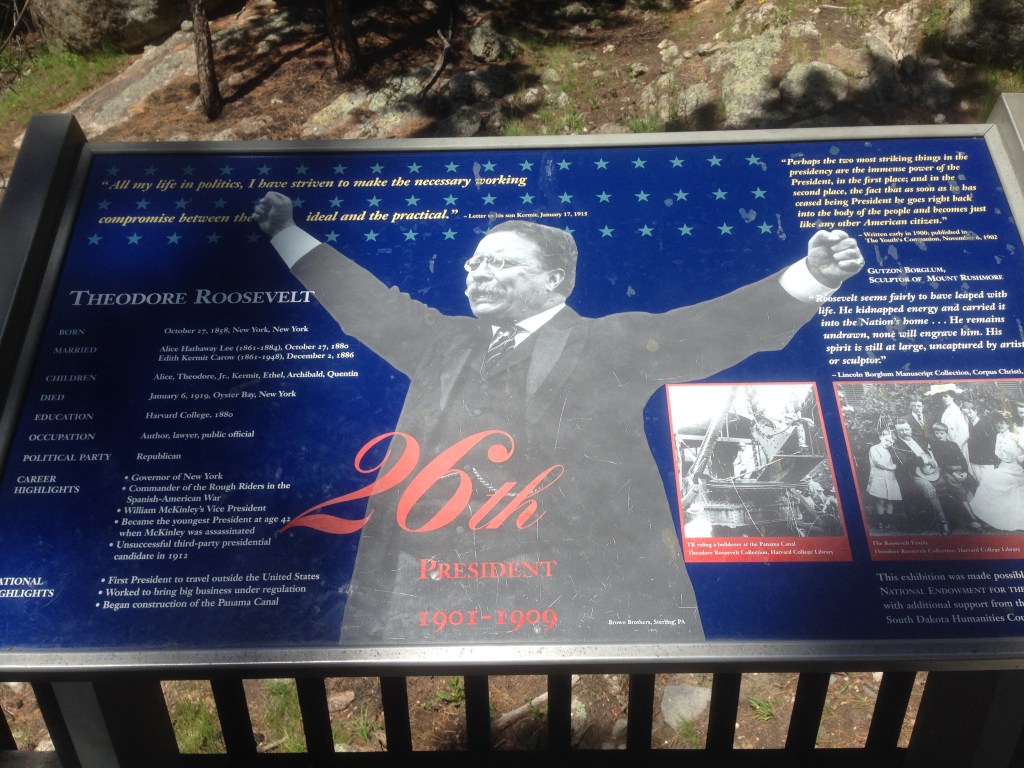 "All my life in politics, I have striven to make the necessary working
compromise between the ideal and the practical." – Letter to his son Kermit, January 17, 1915
"Perhaps the two most striking things in the
presidency are the immense power of the
President, in the first place; and in the
second place, the fact that as soon as he has
ceased being President he goes right back
into the body of the people and becomes just
like any other American citizen."
– Written early in 1900; published in
The Youth's Companion, November 6, 1902
GUTZON BORGLUM,
SCULPTOR OF MOUNT RUSHMORE
"Roosevelt seems fairly to have leaped with
life. He kidnapped energy and carried it
into the Nation's home . . . He remains
undrawn, none will engrave him. His
spirit is still at large, uncaptured by artist
or sculptor."
– Lincoln Borglum Manuscript Collection, Corpus Christi,
THEODORE ROOSEVELT
BORN October 27, 1858, New York, New York
MARRIED Alice Hathaway Lee (1861-1884), October 27, 1880
Edith Kermit Carow (1861-1948), December 2, 1886
CHILDREN Alice, Theodore, Jr., Kermit, Ethel, Archibald, Quentin
DIED January 6, 1919, Oyster Bay, New York
EDUCATION Harvard College, 1880
OCCUPATION Author, lawyer, public official
POLITICAL PARTY Republican
CAREER HIGHLIGHTS • Governor of New York
• Commander of the Rough Riders in the
Spanish-American War
• William McKinley's Vice President
• Became the youngest President at age 42
when McKinley was assassinated
• Unsuccessful third-party presidential
candidate in 1912
NATIONAL HIGHLIGHTS • First President to travel outside the United States
• Worked to bring big business under regulation
• Began construction of the Panama Canal
26th
PRESIDENT
1901-1909
Brown Brothers, Sterling, PA
TR riding a bulldozer at the Panama Canal
Theodore Roosevelt Collection, Harvard College Library
The Roosevelt Family
Theodore Roosevelt Collection, Harvard College Library
This exhibition was made possible
NATIONAL ENDOWMENT FOR THE
with additional support from the
South Dakota Humanities